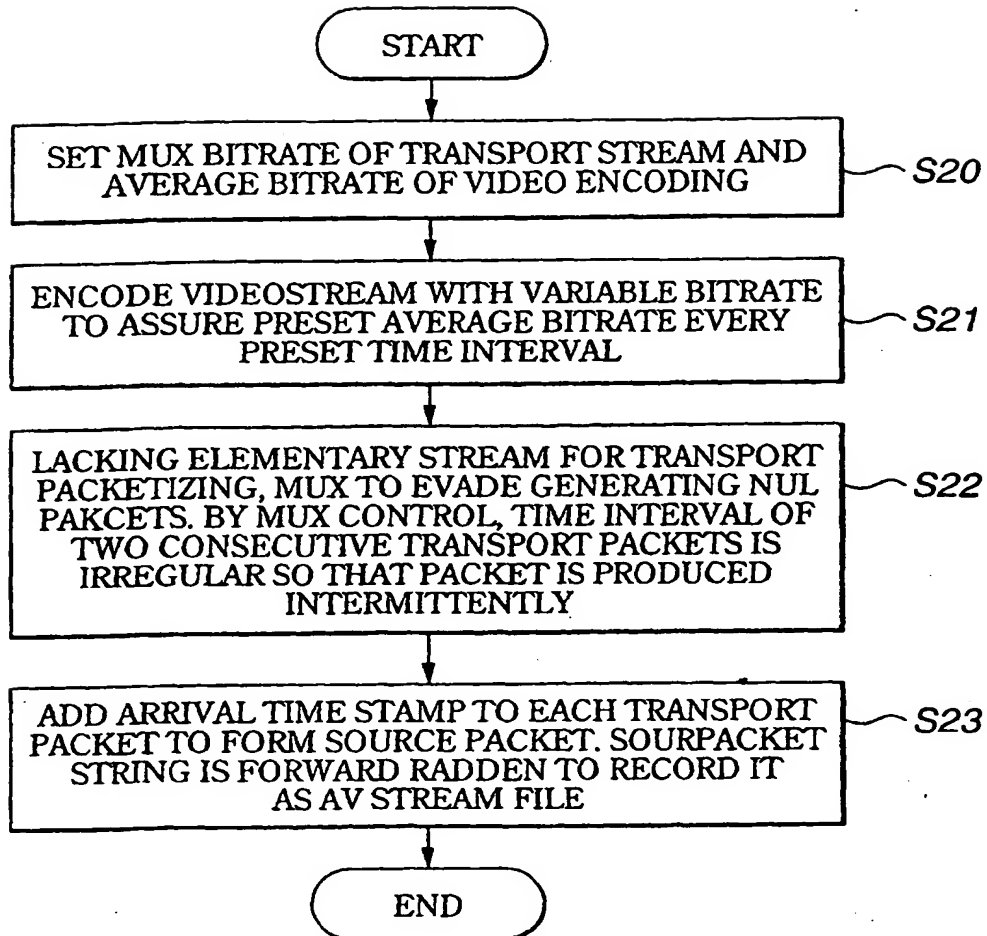 START
SET MUX BITRATE OF TRANSPORT STREAM AND
AVERAGE BITRATE OF VIDEO ENCODING
S20
ENCODE VIDEOSTREAM WITH VARIABLE BITRATE
TO ASSURE PRESET AVERAGE BITRATE EVERY
PRESET TIME INTERVAL
S21
LACKING ELEMENTARY STREAM FOR TRANSPORT
PACKETIZING, MUX TO EVADE GENERATING NUL
PAKCETS. BY MUX CONTROL, TIME INTERVAL OF
TWO CONSECUTIVE TRANSPORT PACKETS IS
IRREGULAR SO THAT PACKET IS PRODUCED
INTERMITTENTLY
S22
ADD ARRIVAL TIME STAMP TO EACH TRANSPORT
PACKET TO FORM SOURCE PACKET. SOURPACKET
STRING IS FORWARD RADDEN TO RECORD IT
AS AV STREAM FILE
S23
END